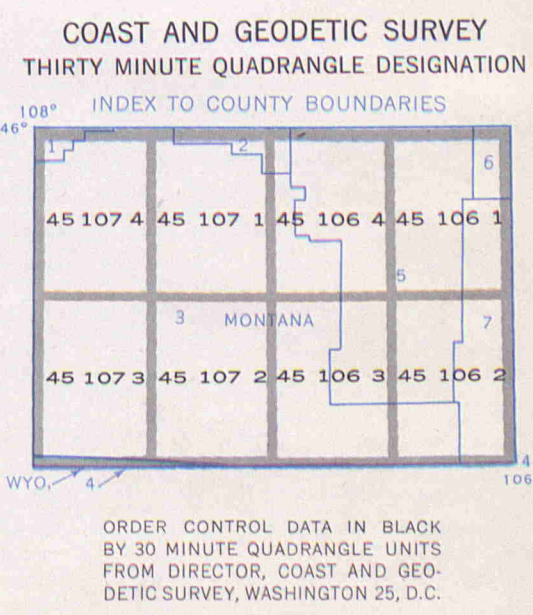 COAST AND GEODETIC SURVEY
THIRTY MINUTE QUADRANGLE DESIGNATION
INDEX TO COUNTY BOUNDARIES
108°
46°
1
2
6
45 107 4 45 107 1 45 106 4 45 106 1
5
3 MONTANA 7
45 107 3 45 107 2 45 106 3 45 106 2
4
WYO. 4 106
ORDER CONTROL DATA IN BLACK
BY 30 MINUTE QUADRANGLE UNITS
FROM DIRECTOR, COAST AND GEO-
DETIC SURVEY, WASHINGTON 25, D.C.